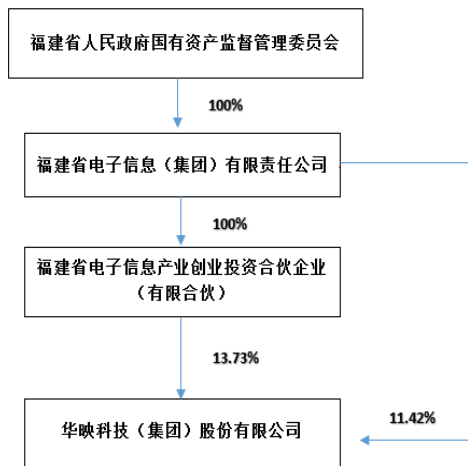 福建省人民政府国有资产监督管理委员会
100%
福建省电子信息（集团）有限责任公司
100%
福建省电子信息产业创业投资合伙企业
（有限合伙）
13.73%
11.42%
华映科技（集团）股份有限公司